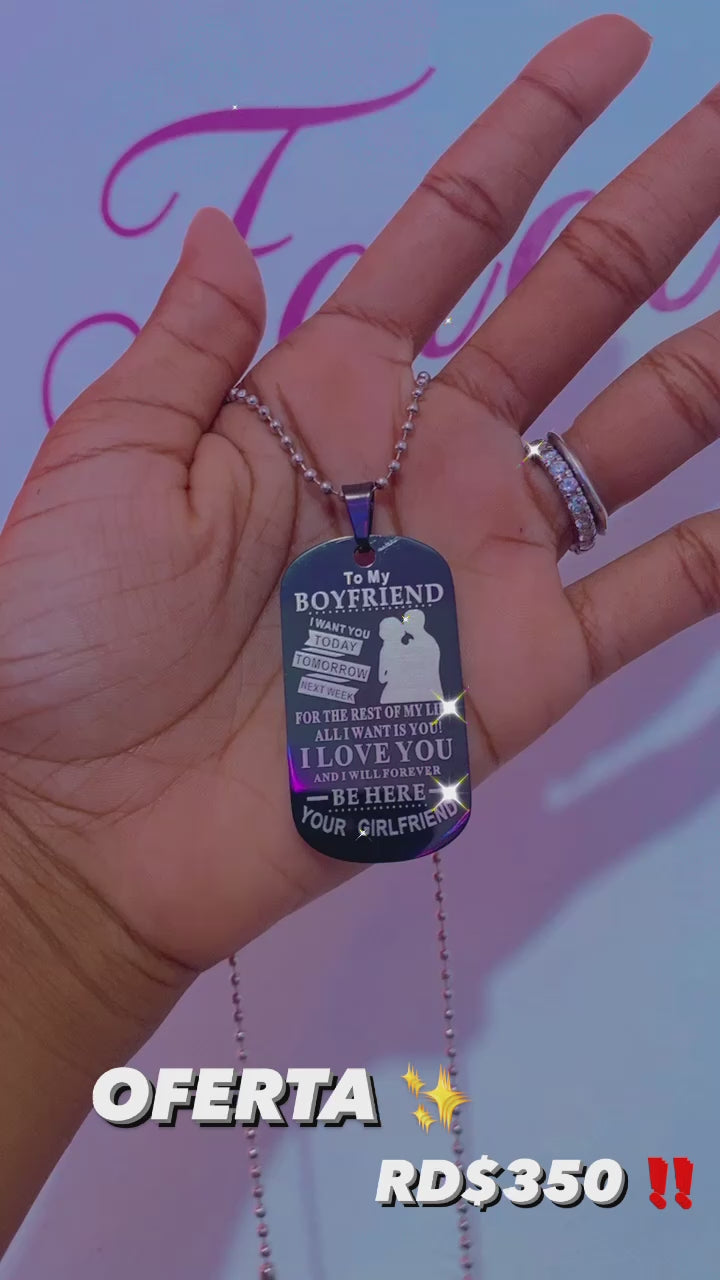 To My
BOYFRIEND
I WANT YOU
TODAY
TOMORROW
NEXT WEEK
FOR THE REST OF MY
ALL I WANT IS YOU!
I LOVE YOU
AND I WILL FOREVER
BE HERE
YOUR GIRLFRIEND
OFERTA ✨
RD$350 ‼️